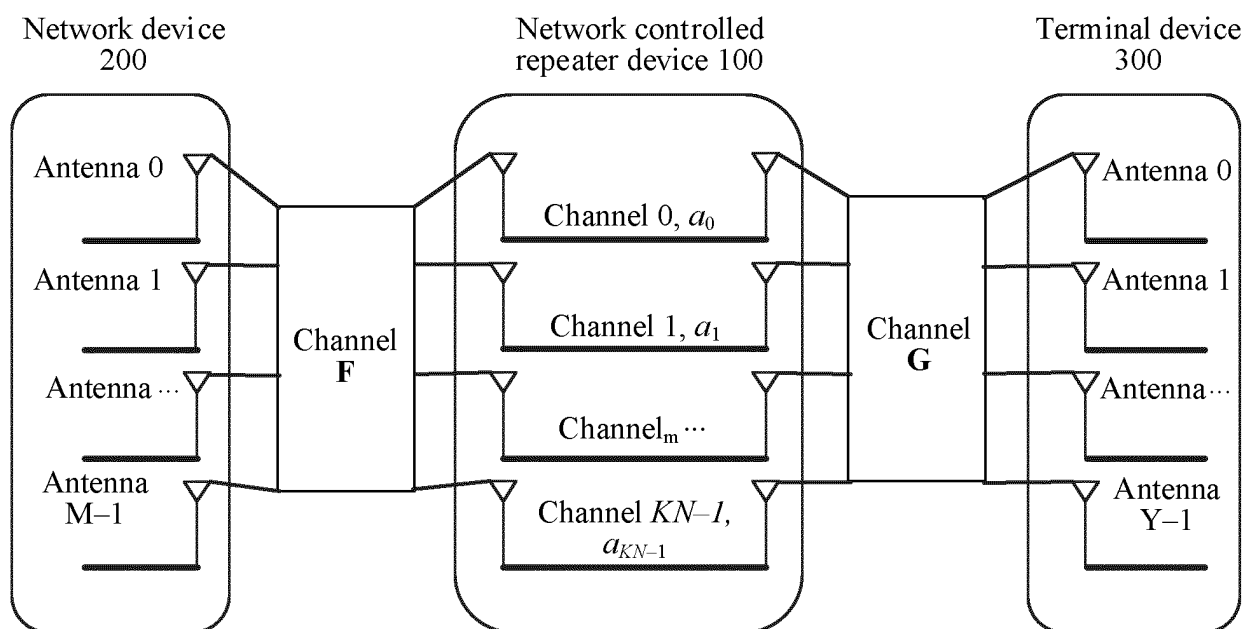 Network device
200
Network controlled
repeater device 100
Terminal device
300
Antenna 0
Channel 0, a0
Antenna 0
Antenna 1
Channel 1, a1
Antenna 1
Channel
F
Channel
G
Antenna ···
Channelm ···
Antenna ···
Antenna
M–1
Channel KN–1,
aKN–1
Antenna
Y–1